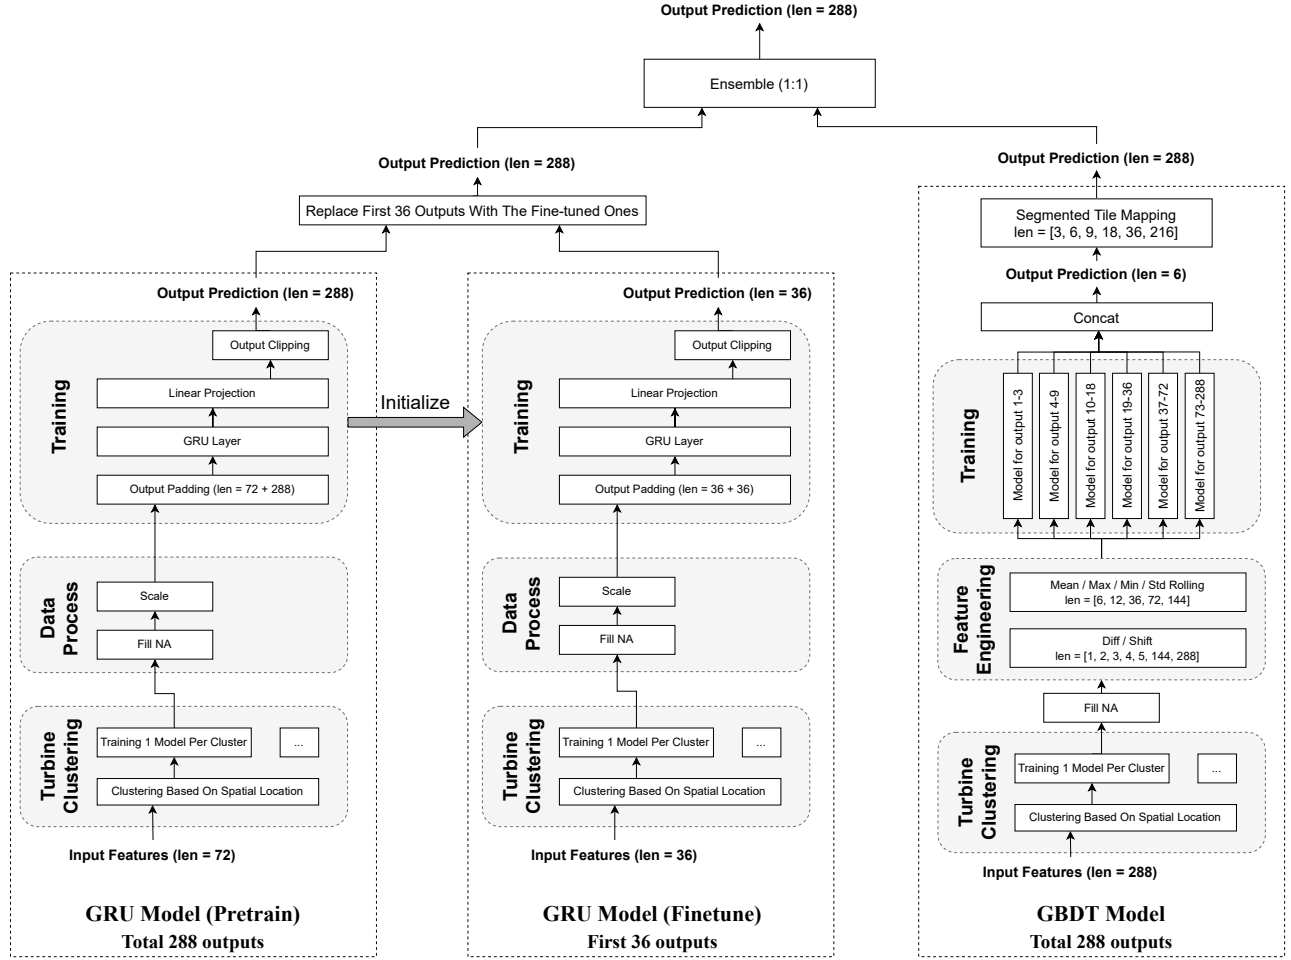 Output Prediction (len = 288)
Ensemble (1:1)
Output Prediction (len = 288)
Replace First 36 Outputs With The Fine-tuned Ones
Output Prediction (len = 288)
Output Clipping
Linear Projection
GRU Layer
Output Padding (len = 72 + 288)
Training
Initialize
Scale
Fill NA
Data
Process
Training 1 Model Per Cluster
...
Clustering Based On Spatial Location
Turbine
Clustering
Input Features (len = 72)
GRU Model (Pretrain)
Total 288 outputs
Output Prediction (len = 36)
Output Clipping
Linear Projection
GRU Layer
Output Padding (len = 36 + 36)
Training
Scale
Fill NA
Data
Process
Training 1 Model Per Cluster
...
Clustering Based On Spatial Location
Turbine
Clustering
Input Features (len = 36)
GRU Model (Finetune)
First 36 outputs
Output Prediction (len = 288)
Segmented Tile Mapping
len = [3, 6, 9, 18, 36, 216]
Output Prediction (len = 6)
Concat
Training
Model for output 1-3
Model for output 4-9
Model for output 10-18
Model for output 19-36
Model for output 37-72
Model for output 73-288
Feature
Engineering
Mean / Max / Min / Std Rolling
len = [6, 12, 36, 72, 144]
Diff / Shift
len = [1, 2, 3, 4, 5, 144, 288]
Fill NA
Turbine
Clustering
Training 1 Model Per Cluster
...
Clustering Based On Spatial Location
Input Features (len = 288)
GBDT Model
Total 288 outputs